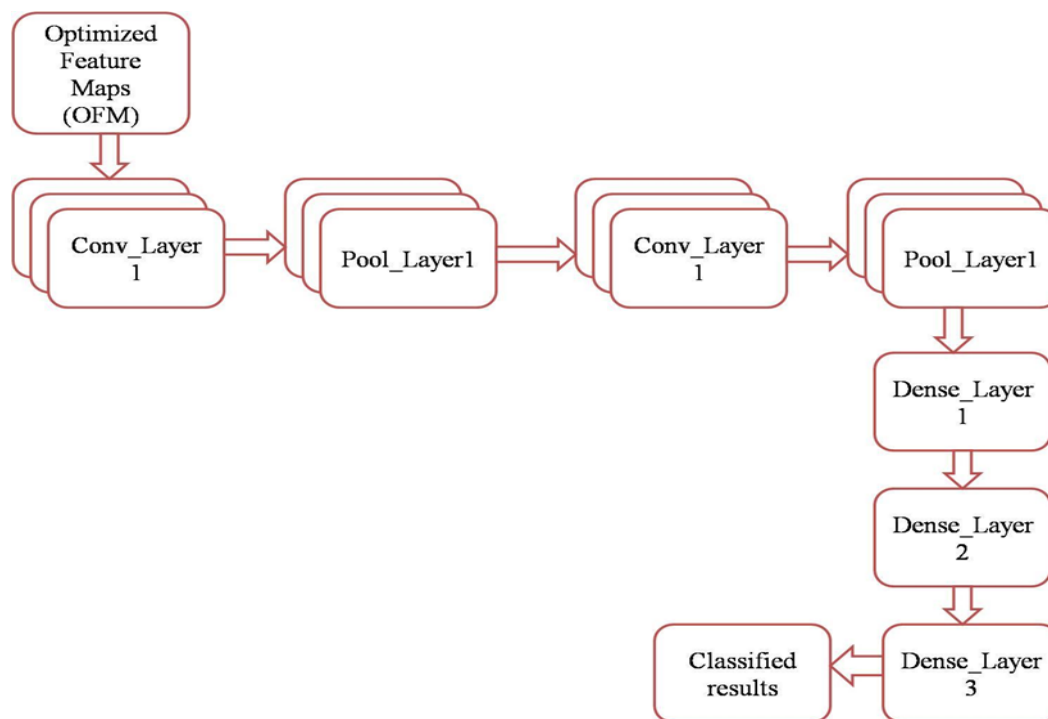 Optimized
Feature
Maps
(OFM)
Conv_Layer
1
Pool_Layer1
Conv_Layer
1
Pool_Layer1
Dense_Layer
1
Dense_Layer
2
Classified
results
Dense_Layer
3